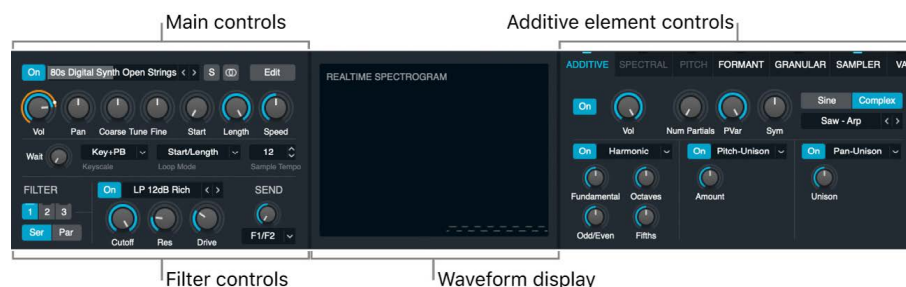 Main controls
Additive element controls
On 80s Digital Synth Open Strings < > S Edit
Vol Pan Coarse Tune Fine Start Length Speed
Wait Key+PB Start/Length 12
Keyscale Loop Mode Sample Tempo
FILTER On LP 12dB Rich < > SEND
1 2 3
Ser Par
Cutoff Res Drive F1/F2
REALTIME SPECTROGRAM
ADDITIVE SPECTRAL PITCH FORMANT GRANULAR SAMPLER VA
On Sine Complex
Saw - Arp < >
Vol Num Partials PVar Sym
On Harmonic On Pitch-Unison On Pan-Unison
Fundamental Octaves Amount Unison
Odd/Even Fifths
Filter controls
Waveform display